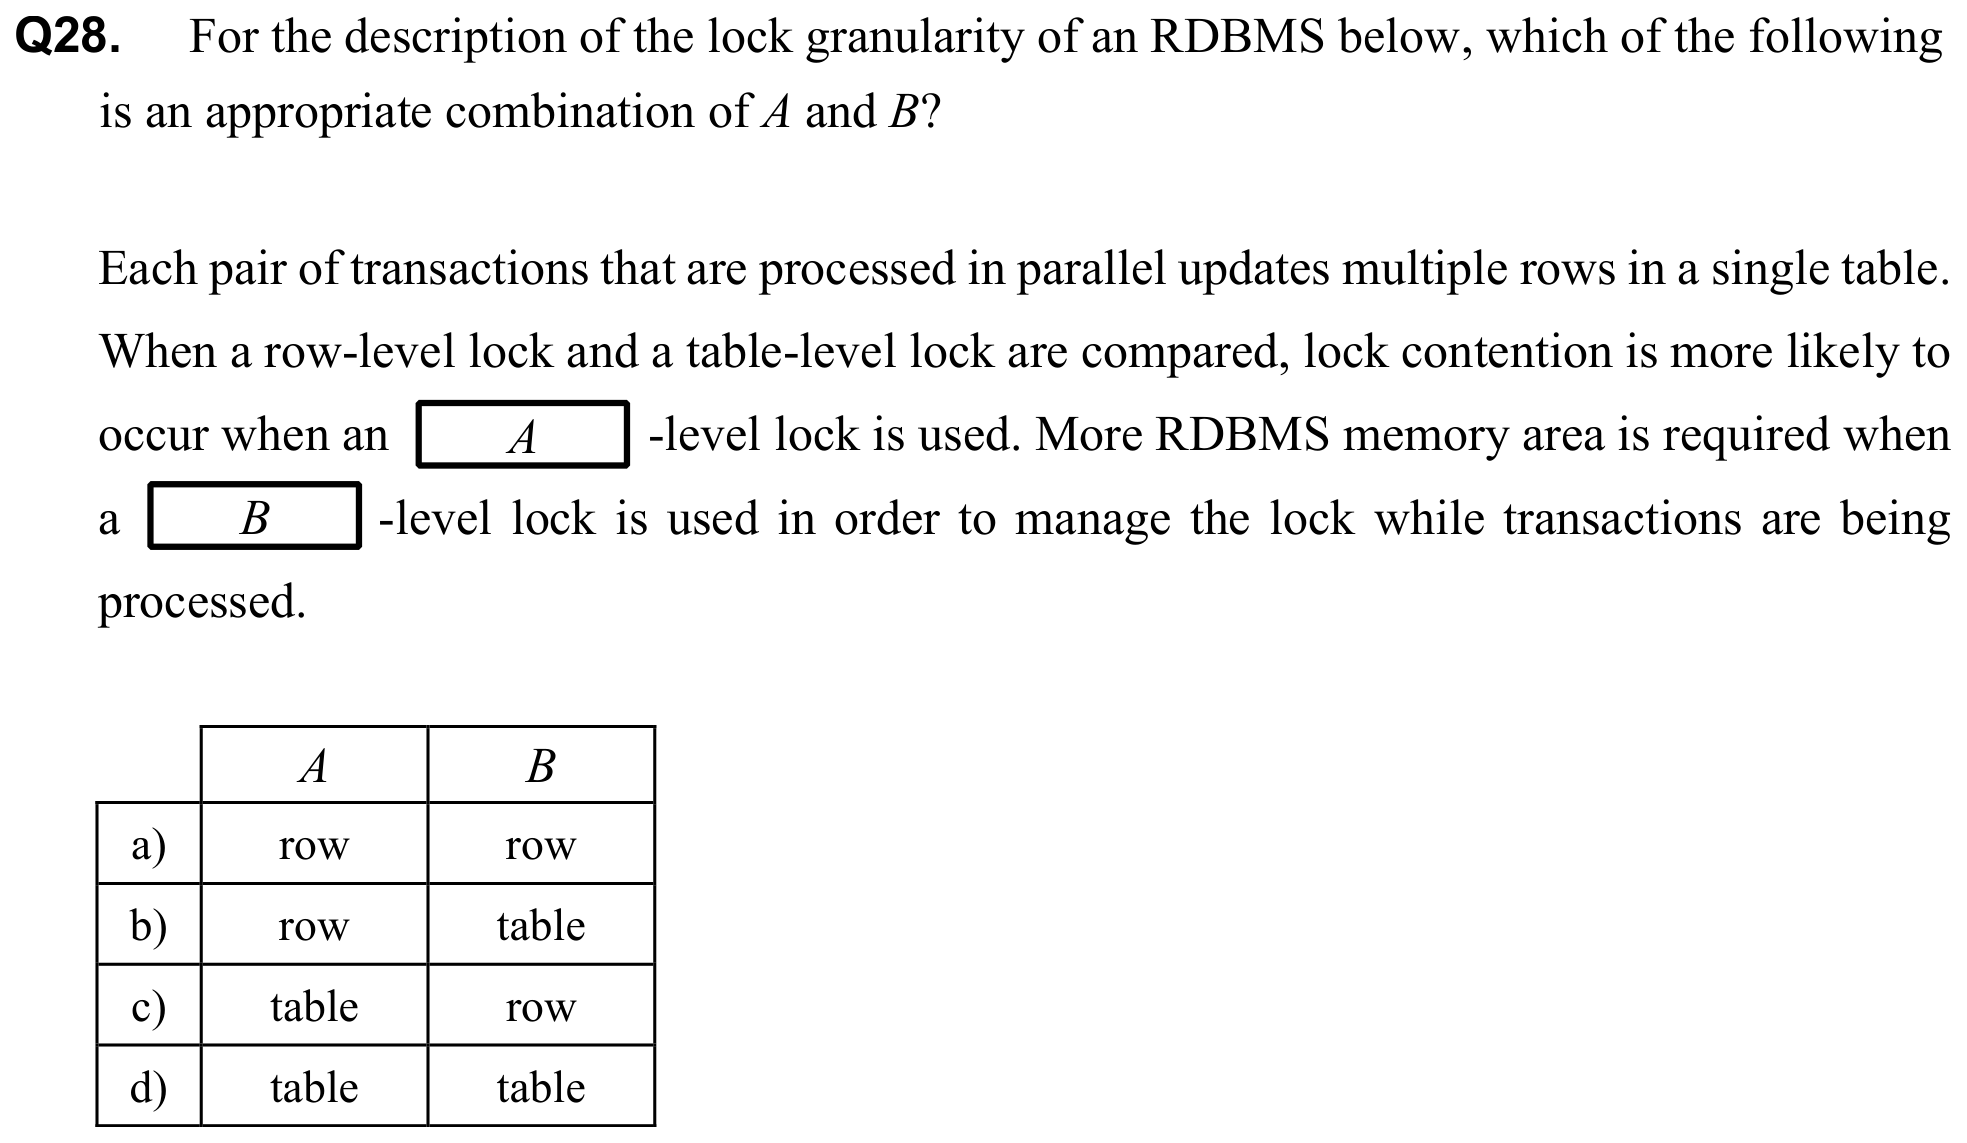 Q28. For the description of the lock granularity of an RDBMS below, which of the following
is an appropriate combination of A and B?
Each pair of transactions that are processed in parallel updates multiple rows in a single table.
When a row-level lock and a table-level lock are compared, lock contention is more likely to
occur when an A -level lock is used. More RDBMS memory area is required when
a B -level lock is used in order to manage the lock while transactions are being
processed.
A B
a) row row
b) row table
c) table row
d) table table